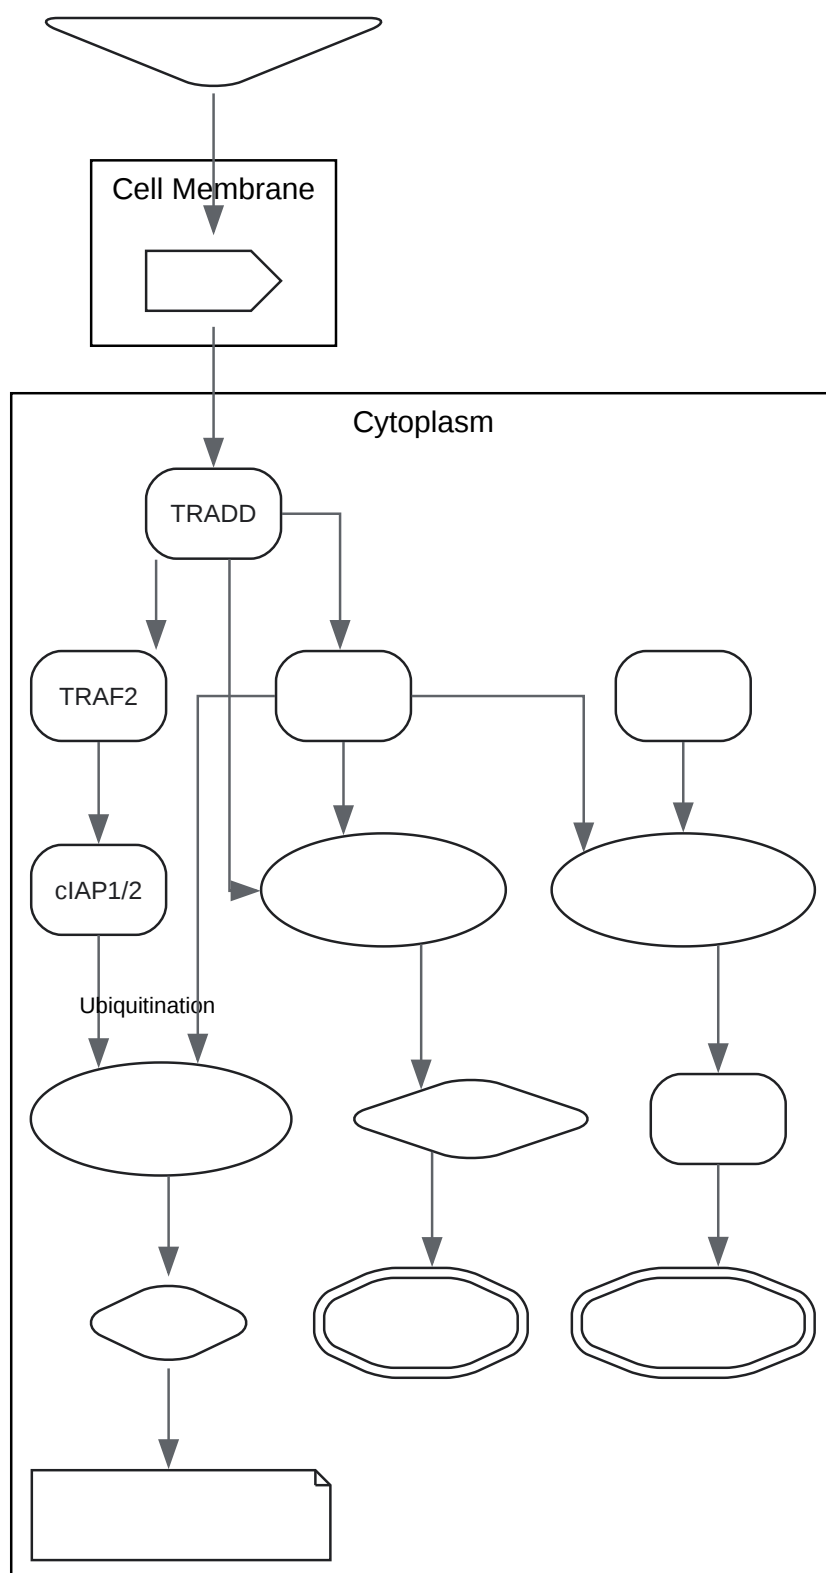 Cell Membrane
Cytoplasm
TRADD
TRAF2
cIAP1/2
Ubiquitination